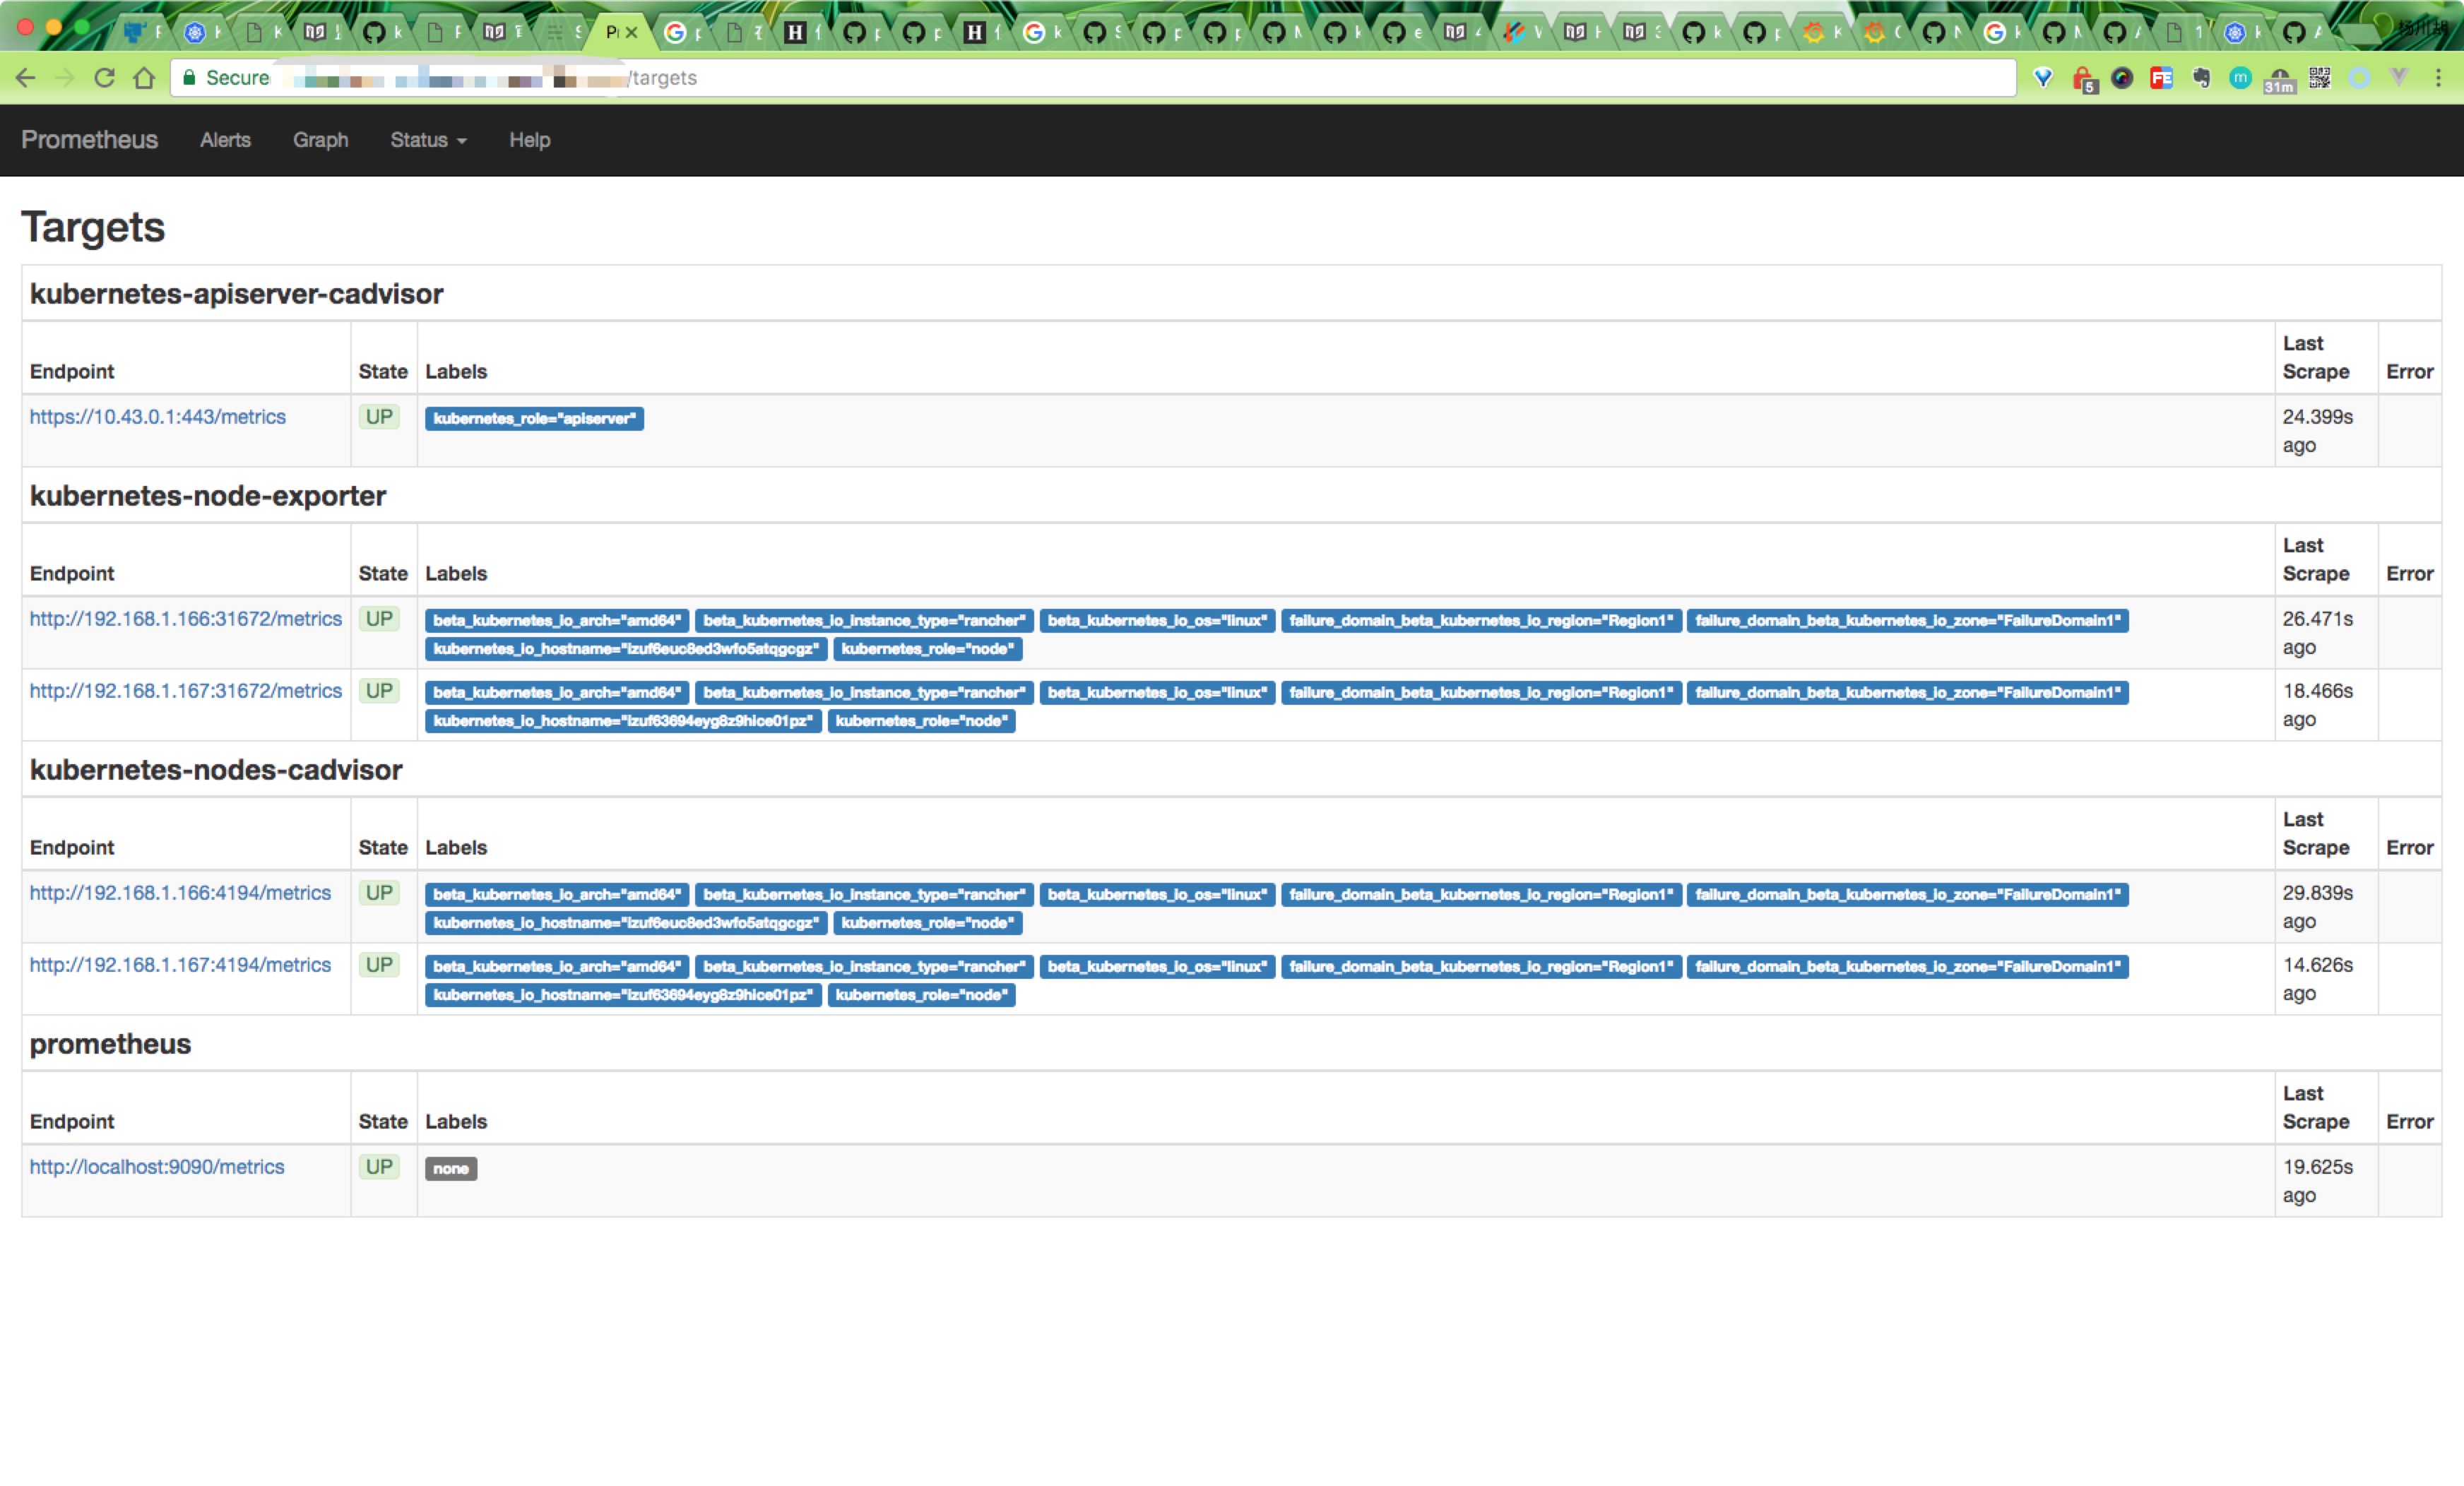 Secure /targets
5
FE
m
31m
Prometheus Alerts Graph Status Help
Targets
kubernetes-apiserver-cadvisor
Endpoint State Labels Last Scrape Error
https://10.43.0.1:443/metrics UP kubernetes_role="apiserver" 24.399s ago
kubernetes-node-exporter
Endpoint State Labels Last Scrape Error
http://192.168.1.166:31672/metrics UP beta_kubernetes_io_arch="amd64" beta_kubernetes_io_instance_type="rancher" beta_kubernetes_io_os="linux" failure_domain_beta_kubernetes_io_region="Region1" failure_domain_beta_kubernetes_io_zone="FailureDomain1" 26.471s ago
kubernetes_io_hostname="izuf6euc8ed3wfo5atqgcgz" kubernetes_role="node"
http://192.168.1.167:31672/metrics UP beta_kubernetes_io_arch="amd64" beta_kubernetes_io_instance_type="rancher" beta_kubernetes_io_os="linux" failure_domain_beta_kubernetes_io_region="Region1" failure_domain_beta_kubernetes_io_zone="FailureDomain1" 18.466s ago
kubernetes_io_hostname="izuf63694eyg8z9hice01pz" kubernetes_role="node"
kubernetes-nodes-cadvisor
Endpoint State Labels Last Scrape Error
http://192.168.1.166:4194/metrics UP beta_kubernetes_io_arch="amd64" beta_kubernetes_io_instance_type="rancher" beta_kubernetes_io_os="linux" failure_domain_beta_kubernetes_io_region="Region1" failure_domain_beta_kubernetes_io_zone="FailureDomain1" 29.839s ago
kubernetes_io_hostname="izuf6euc8ed3wfo5atqgcgz" kubernetes_role="node"
http://192.168.1.167:4194/metrics UP beta_kubernetes_io_arch="amd64" beta_kubernetes_io_instance_type="rancher" beta_kubernetes_io_os="linux" failure_domain_beta_kubernetes_io_region="Region1" failure_domain_beta_kubernetes_io_zone="FailureDomain1" 14.626s ago
kubernetes_io_hostname="izuf63694eyg8z9hice01pz" kubernetes_role="node"
prometheus
Endpoint State Labels Last Scrape Error
http://localhost:9090/metrics UP none 19.625s ago